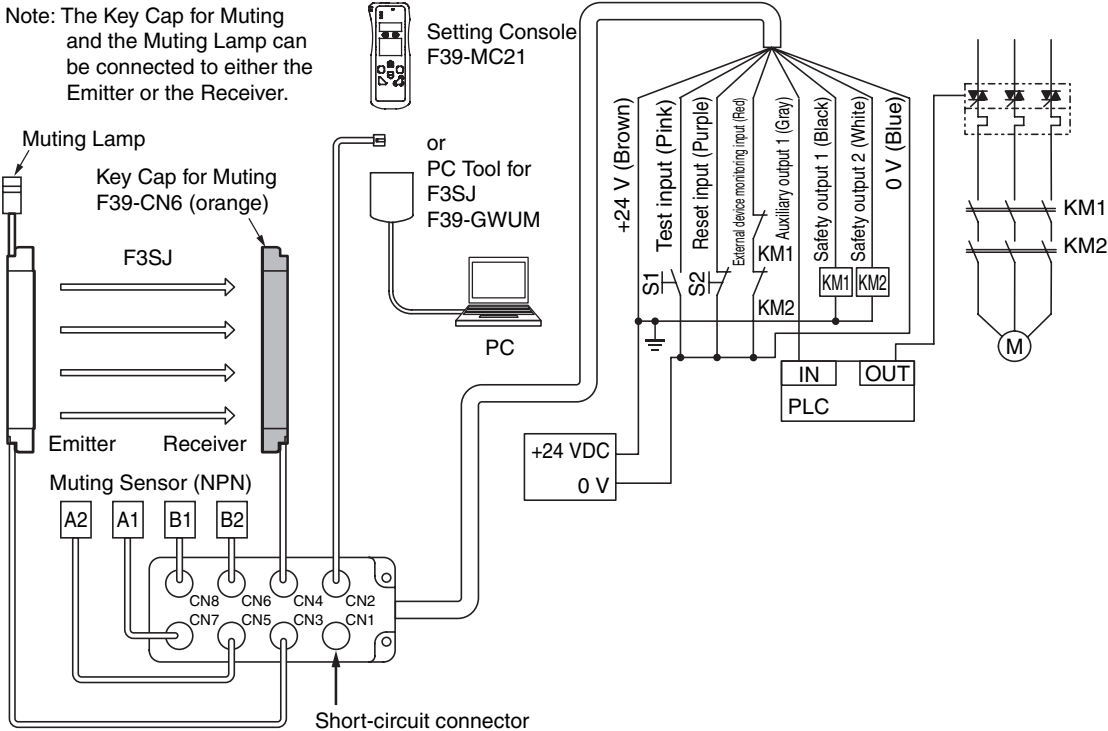 Note: The Key Cap for Muting
and the Muting Lamp can
be connected to either the
Emitter or the Receiver.
Setting Console
F39-MC21
or
PC Tool for
F3SJ
F39-GWUM
PC
Muting Lamp
Key Cap for Muting
F39-CN6 (orange)
F3SJ
Emitter
Receiver
Muting Sensor (NPN)
A2
A1
B1
B2
CN8
CN6
CN4
CN2
CN7
CN5
CN3
CN1
Short-circuit connector
+24 V (Brown)
Test input (Pink)
Reset input (Purple)
External device monitoring input (Red)
Auxiliary output 1 (Gray)
Safety output 1 (Black)
Safety output 2 (White)
0 V (Blue)
S1
S2
KM1
KM2
KM1
KM2
IN
OUT
PLC
+24 VDC
0 V
KM1
KM2
M